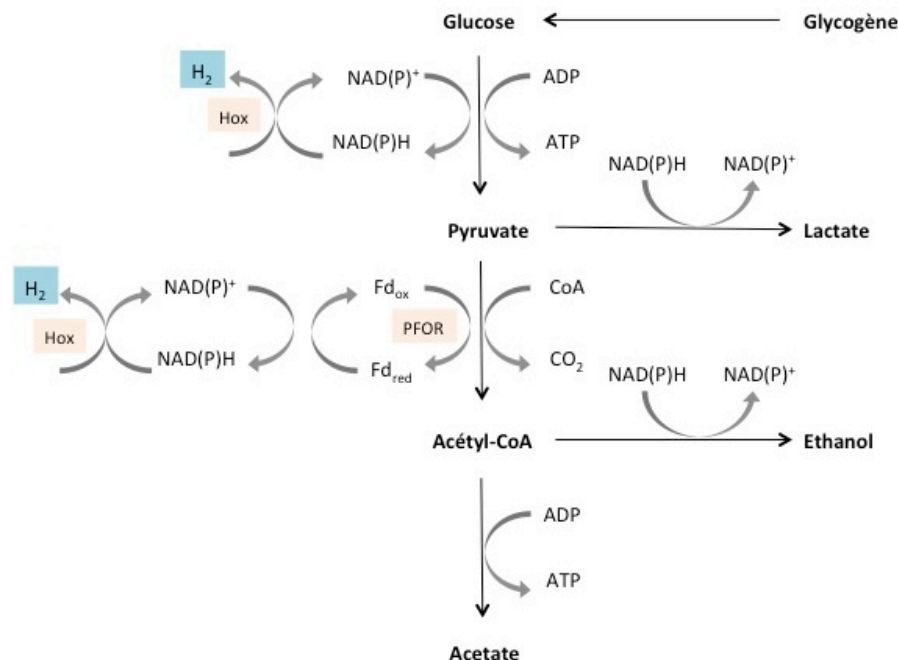 Glucose
Glycogène
H2
NAD(P)+
ADP
Hox
NAD(P)H
ATP
NAD(P)H
NAD(P)+
Pyruvate
Lactate
H2
NAD(P)+
Fdox
CoA
Hox
PFOR
NAD(P)H
Fdred
CO2
NAD(P)H
NAD(P)+
Acétyl-CoA
Ethanol
ADP
ATP
Acetate